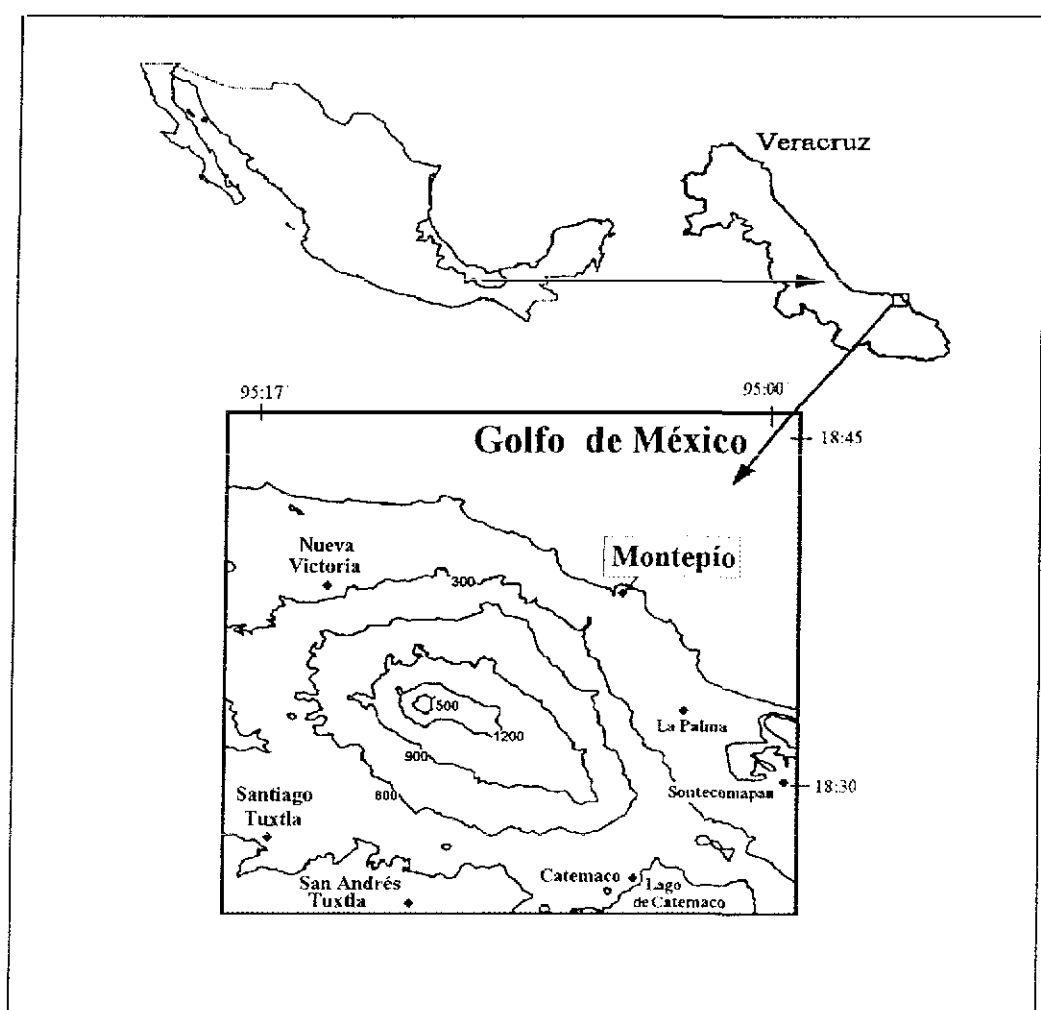 Veracruz
95:17'
95:00'
Golfo de México
18:45
Nueva
Victoria
Montepío
300
500
1200
La Palma
900
800
Sontecomapan
18:30
Santiago
Tuxtla
San Andrés
Tuxtla
Catemaco
Lago
de Catemaco